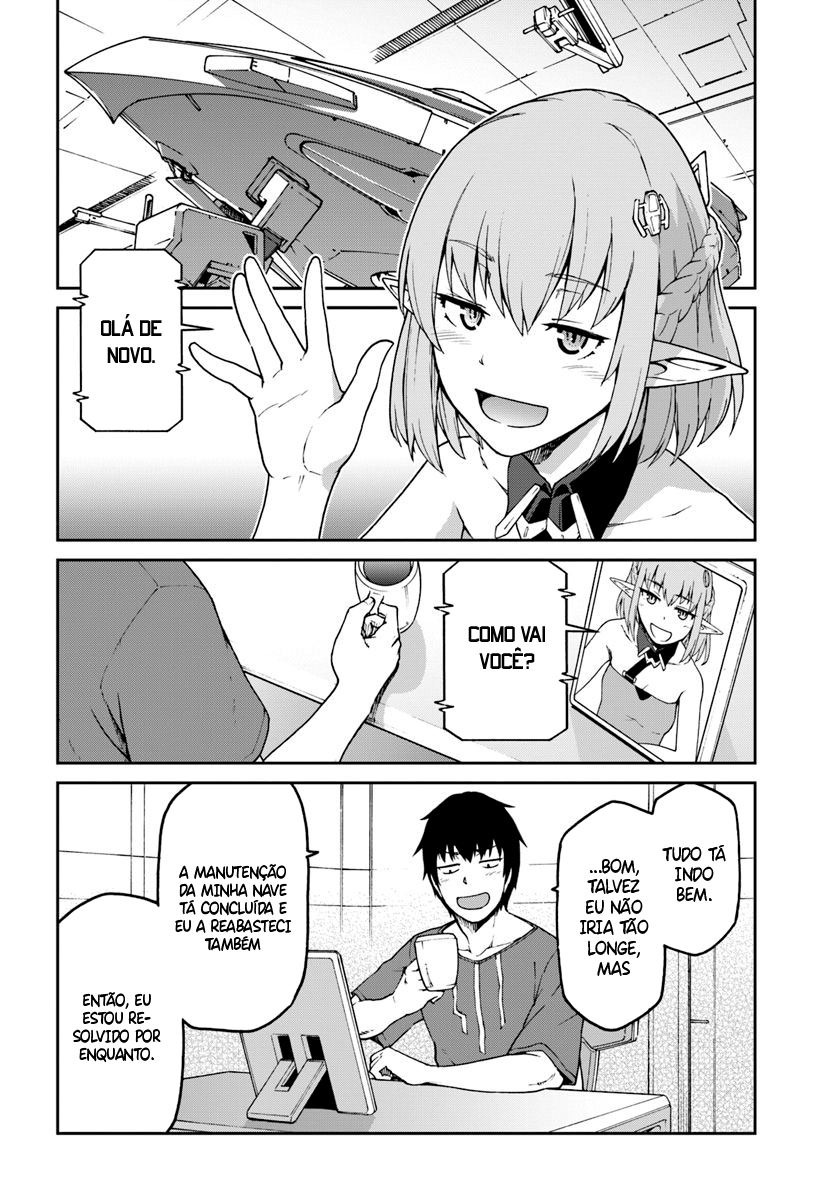 OLÁ DE
NOVO.
COMO VAI
VOCÊ?
TUDO TÁ
INDO
BEM.
...BOM,
TALVEZ
EU NÃO
IRIA TÃO
LONGE,
MAS
A MANUTENÇÃO
DA MINHA NAVE
TÁ CONCLUÍDA E
EU A REABASTECI
TAMBÉM
ENTÃO, EU
ESTOU RE-
SOLVIDO POR
ENQUANTO.